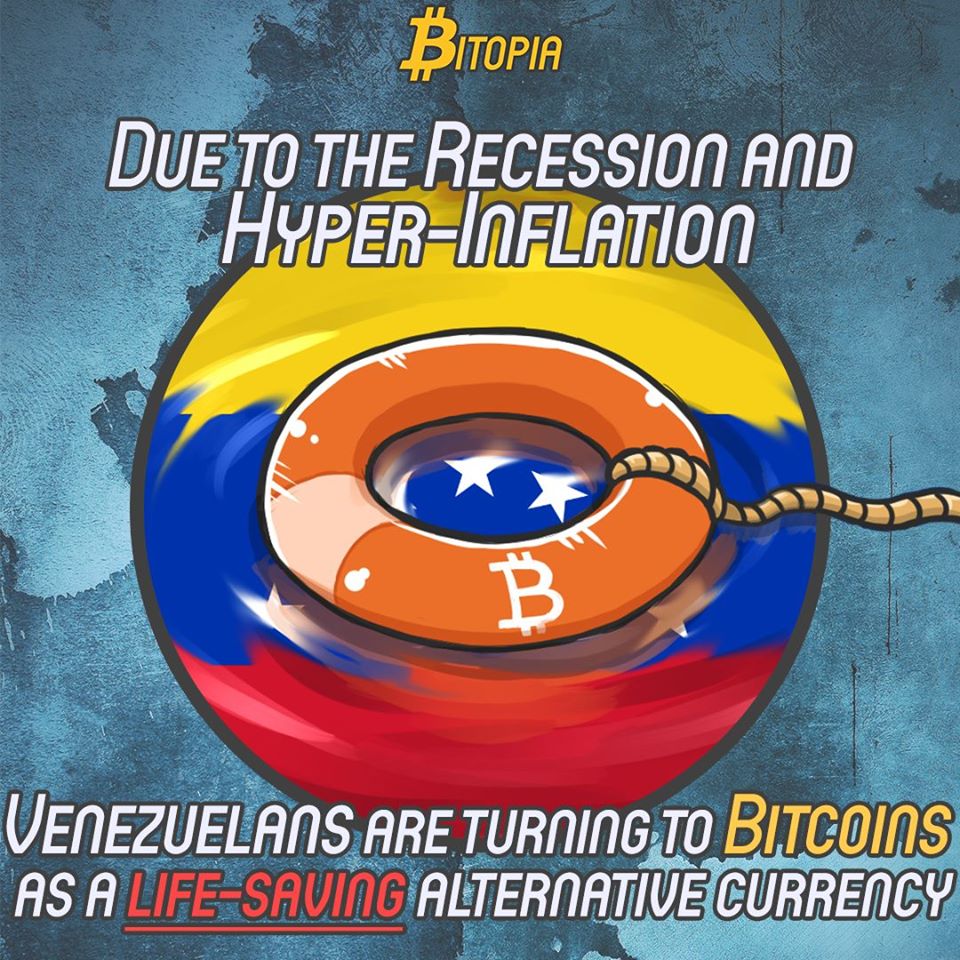 BITOPIA
DUE TO THE RECESSION AND
HYPER-INFLATION
B
VENEZUELANS ARE TURNING TO BITCOINS
AS A LIFE-SAVING ALTERNATIVE CURRENCY